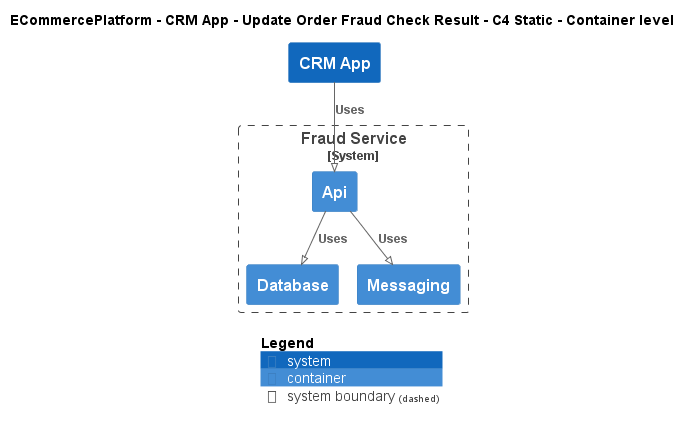 ECommercePlatform - CRM App - Update Order Fraud Check Result - C4 Static - Container level
CRM App
Uses
Fraud Service
[System]
Api
Uses
Uses
Database
Messaging
Legend
system
container
system boundary (dashed)